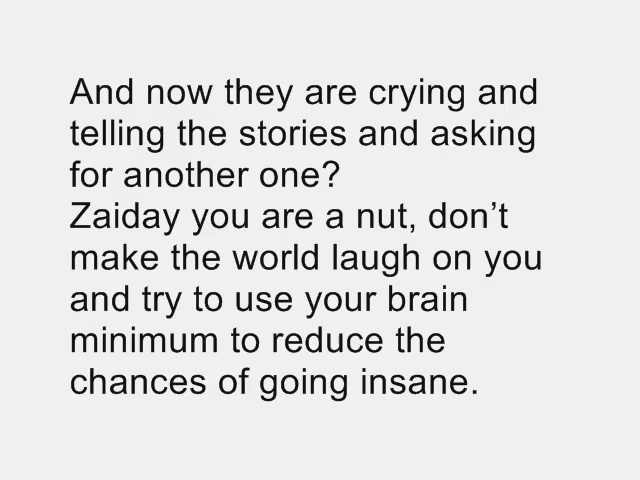 And now they are crying and
telling the stories and asking
for another one?
Zaiday you are a nut, don’t
make the world laugh on you
and try to use your brain
minimum to reduce the
chances of going insane.